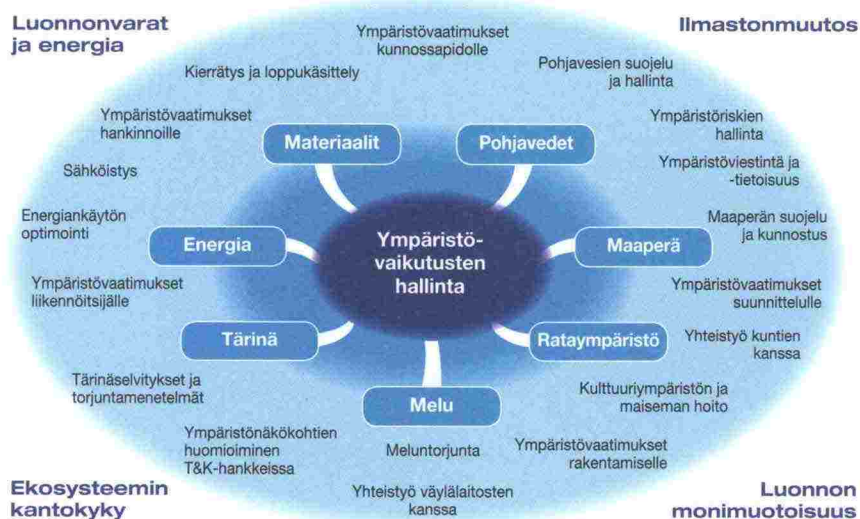 Luonnonvarat
ja energia
Ilmastonmuutos
Ympäristövaatimukset
kunnossapidolle
Kierrätys ja loppukäsittely
Pohjavesien suojelu
ja hallinta
Ympäristövaatimukset
hankinnoille
Materiaalit
Pohjavedet
Ympäristöriskien
hallinta
Sähköistys
Ympäristöviestintä ja
-tietoisuus
Energiankäytön
optimointi
Energia
Ympäristö-
vaikutusten
hallinta
Maaperä
Maaperän suojelu
ja kunnostus
Ympäristövaatimukset
liikennöitsijälle
Ympäristövaatimukset
suunnittelulle
Tärinä
Rataympäristö
Yhteistyö kuntien
kanssa
Tärinäselvitykset ja
torjuntamenetelmät
Melu
Kulttuuriympäristön ja
maiseman hoito
Ympäristönäkökohtien
huomioiminen
T&K-hankkeissa
Meluntorjunta
Ympäristövaatimukset
rakentamiselle
Yhteistyö väylälaitosten
kanssa
Ekosysteemin
kantokyky
Luonnon
monimuotoisuus